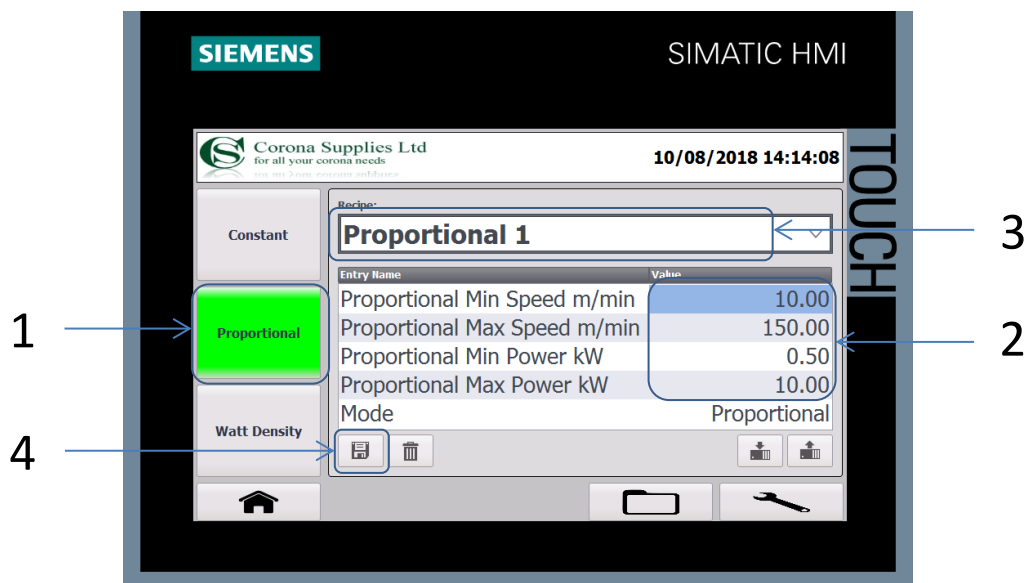 SIEMENS
SIMATIC HMI
TOUCH
Corona Supplies Ltd
for all your corona needs
10/08/2018 14:14:08
Constant
Proportional
Watt Density
Recipe:
Proportional 1
Entry Name Value
Proportional Min Speed m/min 10.00
Proportional Max Speed m/min 150.00
Proportional Min Power kW 0.50
Proportional Max Power kW 10.00
Mode Proportional
1
2
3
4